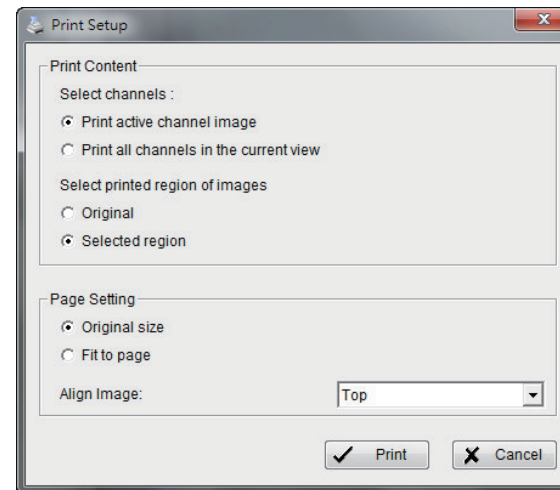 Print Setup
Print Content
Select channels :
Print active channel image
Print all channels in the current view
Select printed region of images
Original
Selected region
Page Setting
Original size
Fit to page
Align Image: Top
Print Cancel